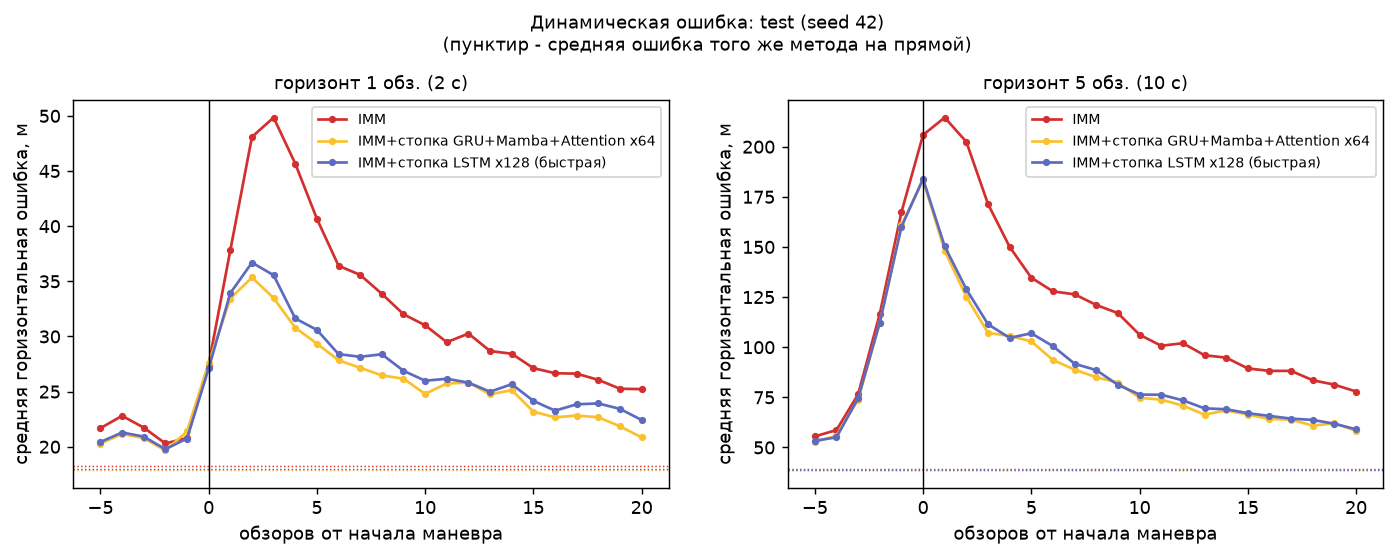 Динамическая ошибка: test (seed 42)
(пунктир - средняя ошибка того же метода на прямой)
горизонт 1 обз. (2 с)
средняя горизонтальная ошибка, м
50
45
40
35
30
25
20
IMM
IMM+стопка GRU+Mamba+Attention x64
IMM+стопка LSTM x128 (быстрая)
−5 0 5 10 15 20
обзоров от начала маневра
горизонт 5 обз. (10 с)
средняя горизонтальная ошибка, м
200
175
150
125
100
75
50
IMM
IMM+стопка GRU+Mamba+Attention x64
IMM+стопка LSTM x128 (быстрая)
−5 0 5 10 15 20
обзоров от начала маневра